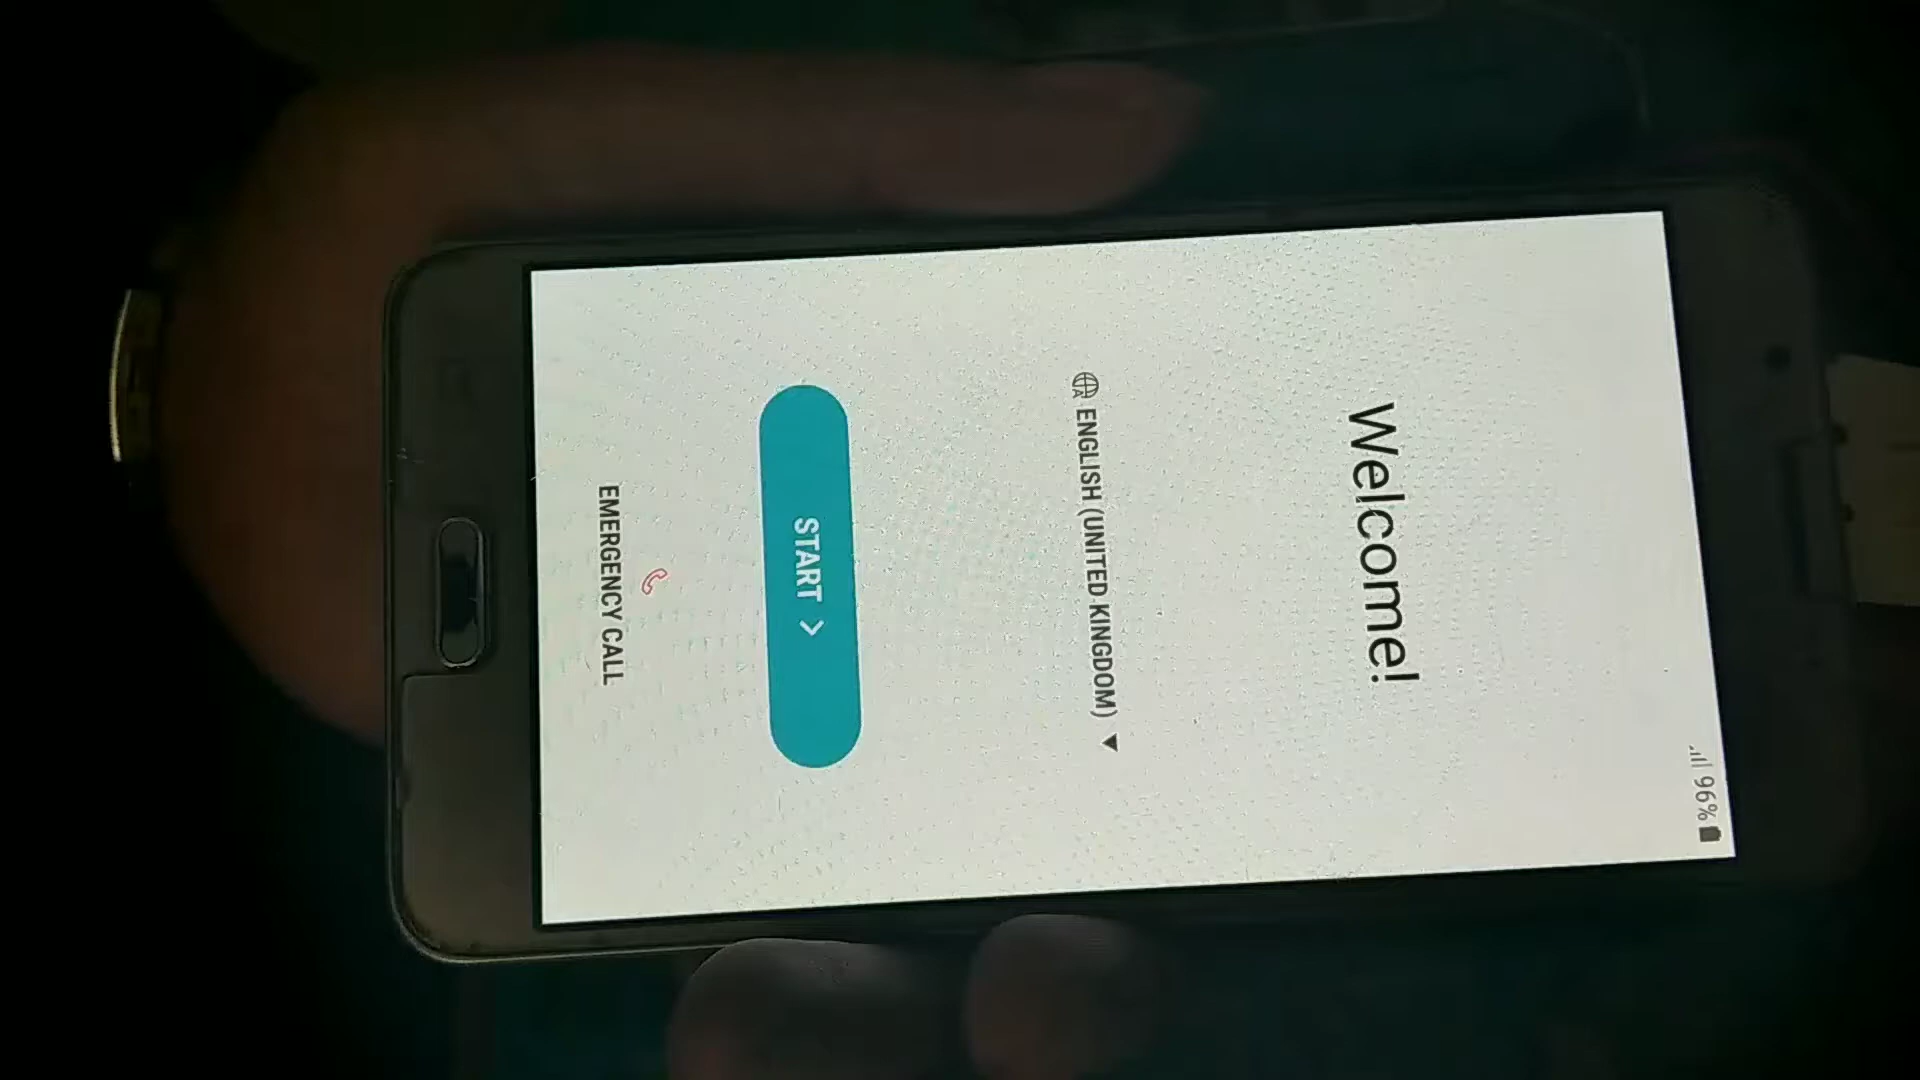 96%
Welcome!
ENGLISH (UNITED KINGDOM)
START
EMERGENCY CALL